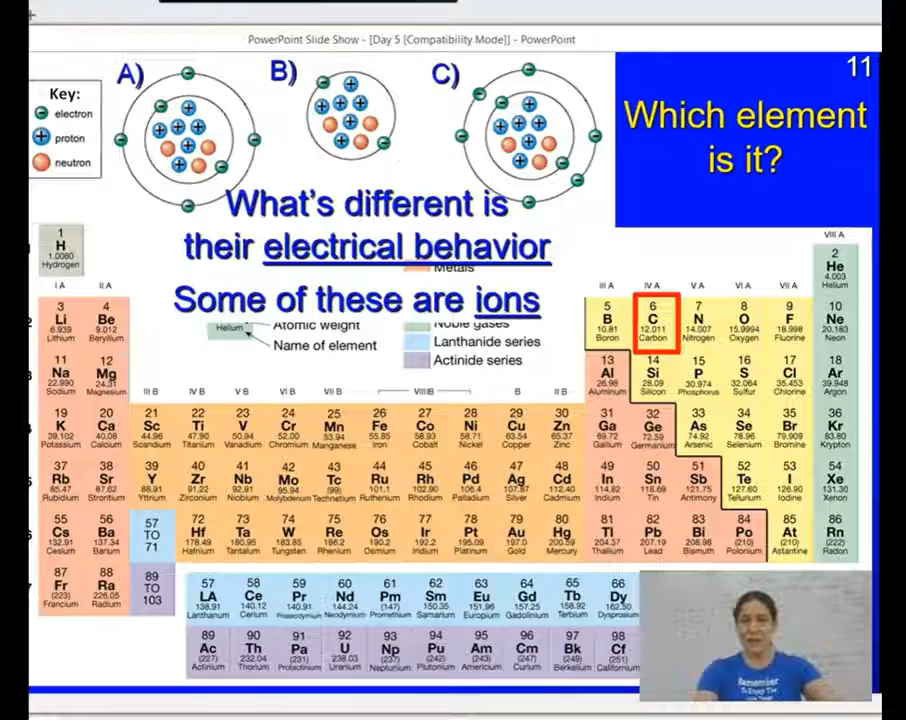 PowerPoint Slide Show - [Day 5 [Compatibility Mode]] - PowerPoint
11
A)
B)
C)
Key:
electron
proton
neutron
Which element
is it?
What's different is
their electrical behavior
Some of these are ions
Metals
Helium
Atomic weight
Name of element
Noble gases
Lanthanide series
Actinide series
VIII A
I A II A III A IV A V A VI A VII A
III B IV B V B VI B VII B VIIIB B II B
1 H 1.0080 Hydrogen
2 He 4.003 Helium
3 Li 6.939 Lithium
4 Be 9.012 Beryllium
5 B 10.81 Boron
6 C 12.011 Carbon
7 N 14.007 Nitrogen
8 O 15.9994 Oxygen
9 F 18.998 Fluorine
10 Ne 20.183 Neon
11 Na 22.990 Sodium
12 Mg 24.31 Magnesium
13 Al 26.98 Aluminum
14 Si 28.09 Silicon
15 P 30.974 Phosphorus
16 S 32.064 Sulfur
17 Cl 35.453 Chlorine
18 Ar 39.948 Argon
19 K 39.102 Potassium
20 Ca 40.08 Calcium
21 Sc 44.96 Scandium
22 Ti 47.90 Titanium
23 V 50.94 Vanadium
24 Cr 52.00 Chromium
25 Mn 53.94 Manganese
26 Fe 55.85 Iron
27 Co 58.93 Cobalt
28 Ni 58.71 Nickel
29 Cu 63.54 Copper
30 Zn 65.37 Zinc
31 Ga 69.72 Gallium
32 Ge 72.59 Germanium
33 As 74.92 Arsenic
34 Se 78.96 Selenium
35 Br 79.909 Bromine
36 Kr 83.80 Krypton
37 Rb 85.47 Rubidium
38 Sr 87.62 Strontium
39 Y 88.91 Yttrium
40 Zr 91.22 Zirconium
41 Nb 92.91 Niobium
42 Mo 95.94 Molybdenum
43 Tc (99) Technetium
44 Ru 101.1 Ruthenium
45 Rh 102.90 Rhodium
46 Pd 106.4 Palladium
47 Ag 107.87 Silver
48 Cd 112.40 Cadmium
49 In 114.82 Indium
50 Sn 118.69 Tin
51 Sb 121.75 Antimony
52 Te 127.60 Tellurium
53 I 126.90 Iodine
54 Xe 131.30 Xenon
55 Cs 132.91 Cesium
56 Ba 137.34 Barium
57 TO 71
72 Hf 178.49 Hafnium
73 Ta 180.95 Tantalum
74 W 183.85 Tungsten
75 Re 186.2 Rhenium
76 Os 190.2 Osmium
77 Ir 192.2 Iridium
78 Pt 195.09 Platinum
79 Au 197.0 Gold
80 Hg 200.59 Mercury
81 Tl 204.37 Thallium
82 Pb 207.19 Lead
83 Bi 208.98 Bismuth
84 Po (210) Polonium
85 At (210) Astantine
86 Rn (222) Radon
87 Fr (223) Francium
88 Ra 226.05 Radium
89 TO 103
57 LA 138.91 Lanthanum
58 Ce 140.12 Cerium
59 Pr 140.91 Praseodymium
60 Nd 144.24 Neodymium
61 Pm (147) Promethium
62 Sm 150.35 Samarium
63 Eu 151.96 Europium
64 Gd 157.25 Gadolinium
65 Tb 158.92 Terbium
66 Dy 162.50 Dysprosium
89 Ac (227) Actinium
90 Th 232.04 Thorium
91 Pa (231) Protactinium
92 U 238.03 Uranium
93 Np (237) Neptunium
94 Pu (242) Plutonium
95 Am (243) Americium
96 Cm (247) Curium
97 Bk (249) Berkelium
98 Cf (251) Californium
Remember
To Enjoy The